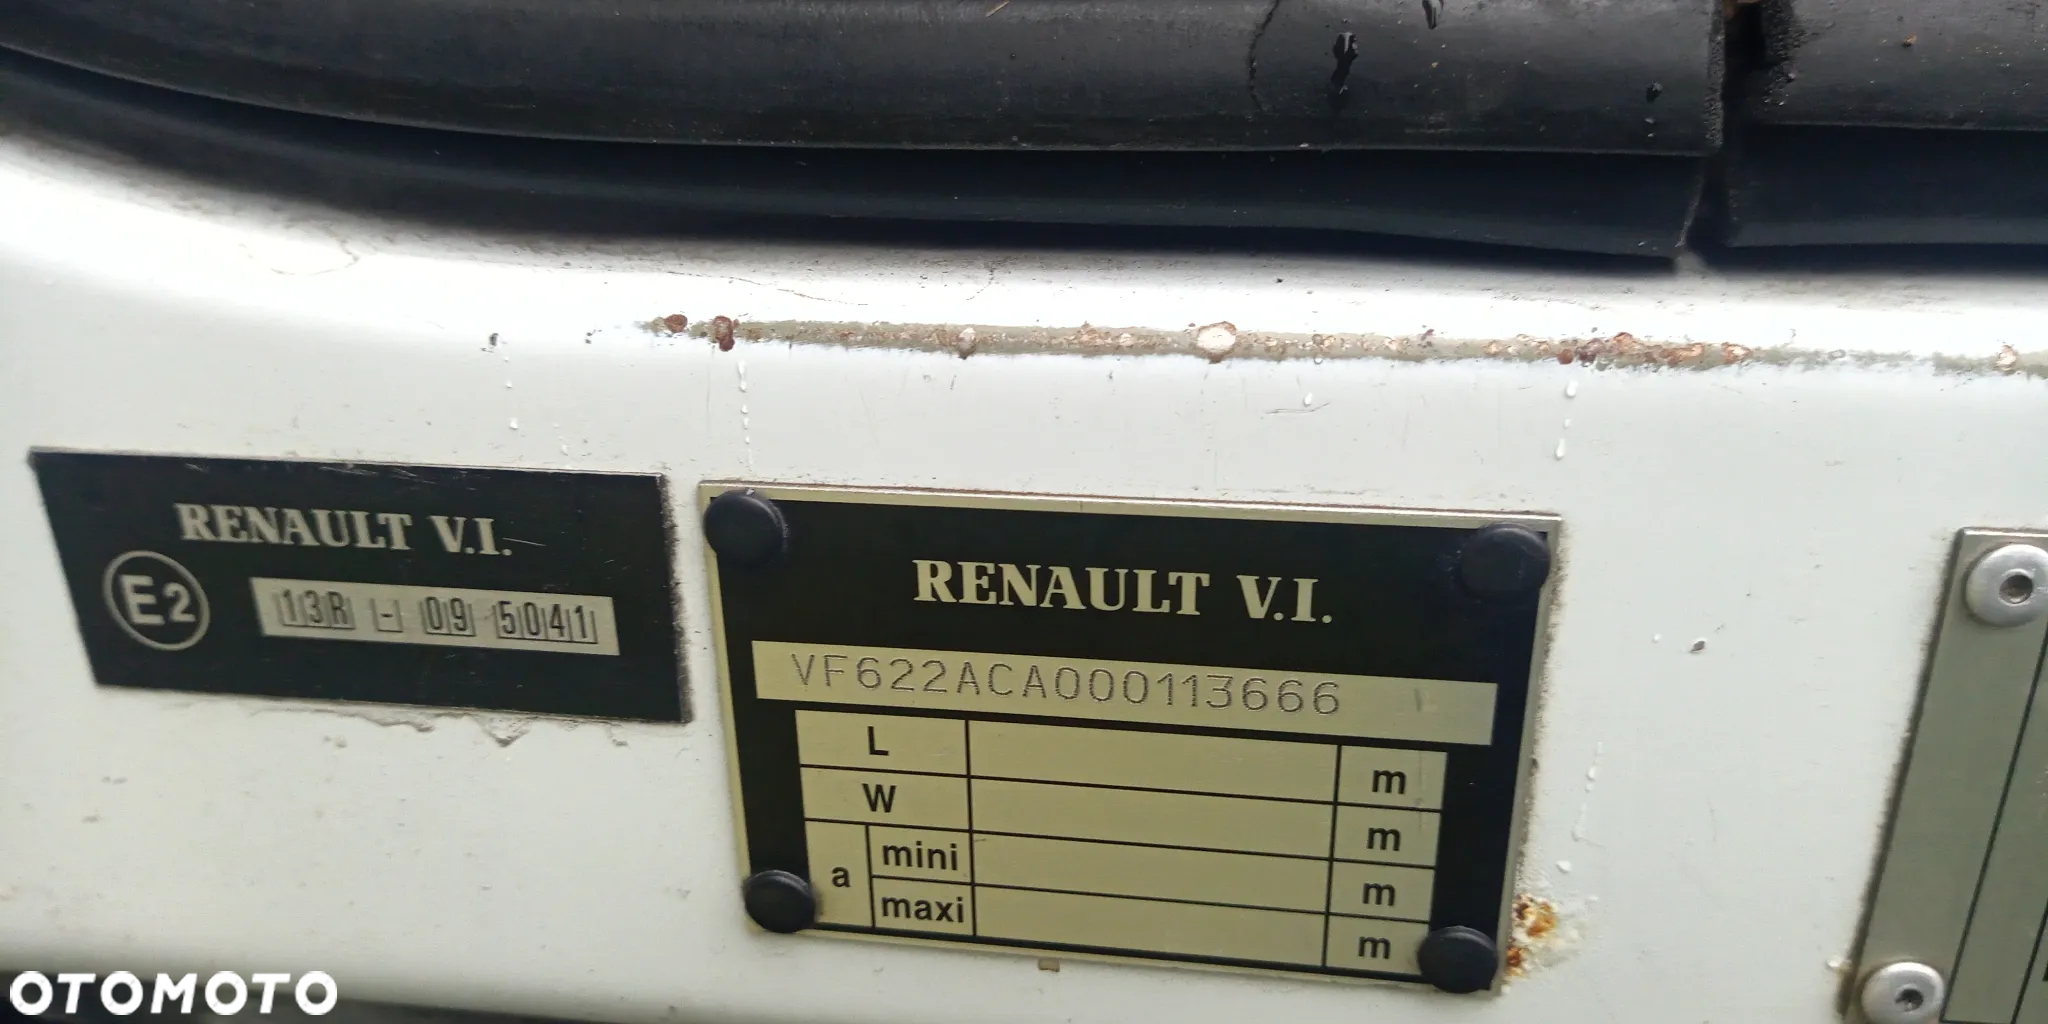 RENAULT V.I.
E2
13R - 09 5041
RENAULT V.I.
VF622ACA000113666
L m
W m
a mini m
maxi m
OTOMOTO